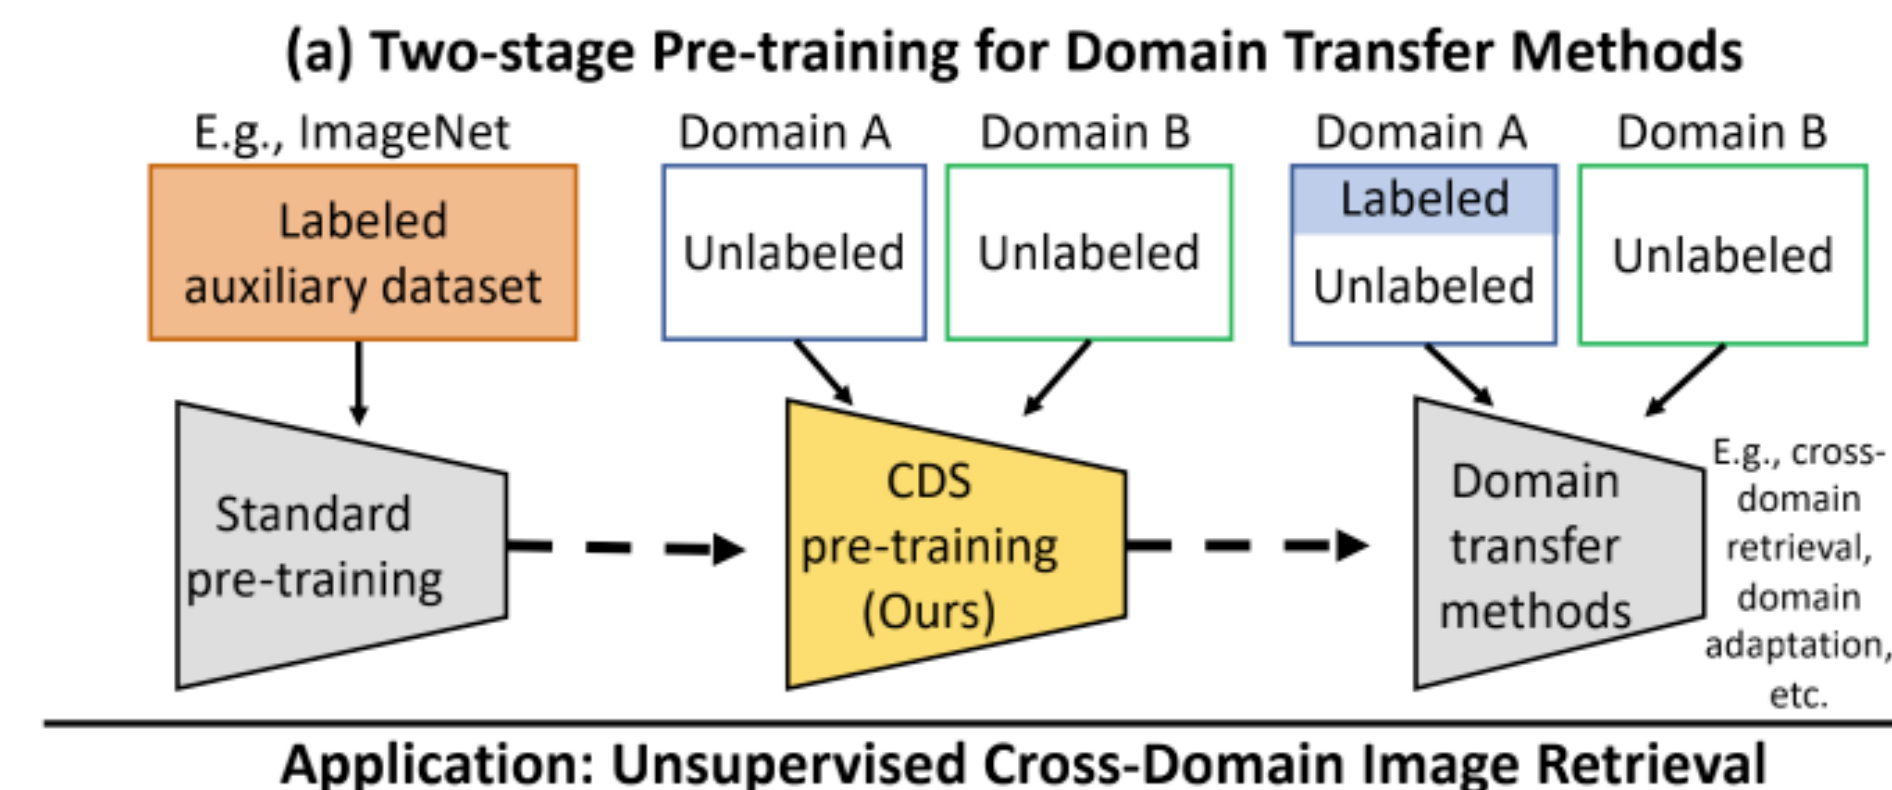 (a) Two-stage Pre-training for Domain Transfer Methods
E.g., ImageNet
Labeled
auxiliary dataset
Standard
pre-training
Domain A
Unlabeled
Domain B
Unlabeled
CDS
pre-training
(Ours)
Domain A
Labeled
Unlabeled
Domain B
Unlabeled
Domain
transfer
methods
E.g., cross-
domain
retrieval,
domain
adaptation,
etc.
Application: Unsupervised Cross-Domain Image Retrieval